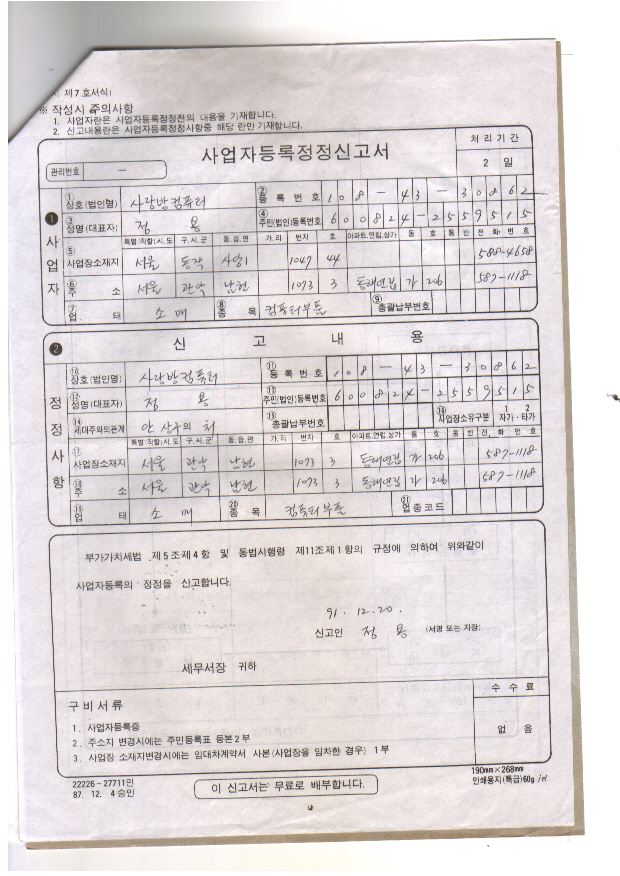 제 7 호서식)
※ 작성시 주의사항
1. 사업자란은 사업자등록정정전의 내용을 기재합니다.
2. 신고내용란은 사업자등록정정사항중 해당 란만 기재합니다.
관리번호 —
사업자등록정정신고서
처 리 기 간
2 일
❶ 사업자
① 상호(법인명) 사랑방컴퓨터 ② 등록번호 108-43-30862
③ 성명(대표자) 정 용 ④ 주민(법인)등록번호 600824-2559515
특별(직할)시,도 구,시,군 동,읍,면 가,리 번지 호 아파트,연립,상가 동 호 통 반 전 화 번 호
⑤ 사업장소재지 서울 동작 사당1 1047 44 588-4658
⑥ 주 소 서울 관악 남현 1073 3 동해연립 가 206 587-1118
⑦ 업 태 소매 ⑧ 종 목 컴퓨터부품 ⑨ 총괄납부번호
❷ 신 고 내 용
정정사항
⑩ 상호(법인명) 사랑방컴퓨터 ⑪ 등록번호 108-43-30862
⑫ 성명(대표자) 정 용 ⑬ 주민(법인)등록번호 600824-2559515
⑭ 세대주와의관계 안상구의 처 ⑮ 총괄납부번호 ⑯ 사업장소유구분 1 2 자가·타가
특별(직할)시,도 구,시,군 동,읍,면 가,리 번지 호 아파트,연립,상가 동 호 통 반 전 화 번 호
⑰ 사업장소재지 서울 관악 남현 1073 3 동해연립 가 206 587-1118
⑱ 주 소 서울 관악 남현 1073 3 동해연립 가 206 587-1118
⑲ 업 태 소매 ⑳ 종 목 컴퓨터부품 ㉑ 업종코드
부가가치세법 제5조제4항 및 동법시행령 제11조제1항의 규정에 의하여 위와같이
사업자등록의 정정을 신고합니다.
91. 12. 20.
신고인 정 용 (서명 또는 지장)
세무서장 귀하
구비서류
수 수 료
1. 사업자등록증
2. 주소지 변경시에는 주민등록표 등본2부
3. 사업장 소재지변경시에는 임대차계약서 사본(사업장을 임차한 경우) 1부
없 음
22226-27711인
87. 12. 4 승인
이 신고서는 무료로 배부합니다.
190mm×268mm
인쇄용지(특급)60g/㎡